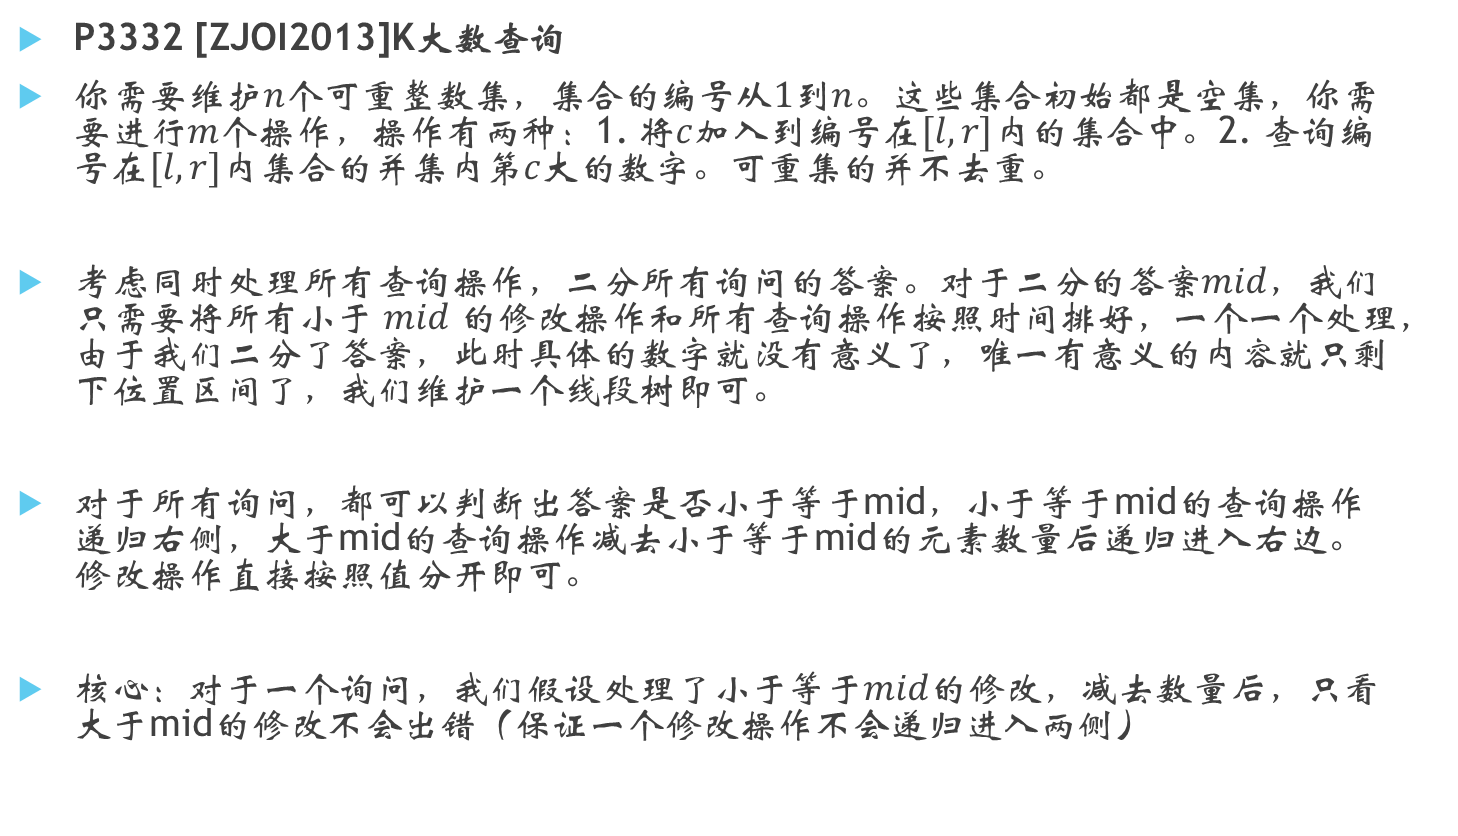 P3332 [ZJOI2013]K大数查询
你需要维护n个可重整数集，集合的编号从1到n。这些集合初始都是空集，你需
要进行m个操作，操作有两种：1. 将c加入到编号在[l,r]内的集合中。2. 查询编
号在[l,r]内集合的并集内第c大的数字。可重集的并不去重。
考虑同时处理所有查询操作，二分所有询问的答案。对于二分的答案mid，我们
只需要将所有小于 mid 的修改操作和所有查询操作按照时间排好，一个一个处理，
由于我们二分了答案，此时具体的数字就没有意义了，唯一有意义的内容就只剩
下位置区间了，我们维护一个线段树即可。
对于所有询问，都可以判断出答案是否小于等于mid，小于等于mid的查询操作
递归右侧，大于mid的查询操作减去小于等于mid的元素数量后递归进入右边。
修改操作直接按照值分开即可。
核心：对于一个询问，我们假设处理了小于等于mid的修改，减去数量后，只看
大于mid的修改不会出错（保证一个修改操作不会递归进入两侧）